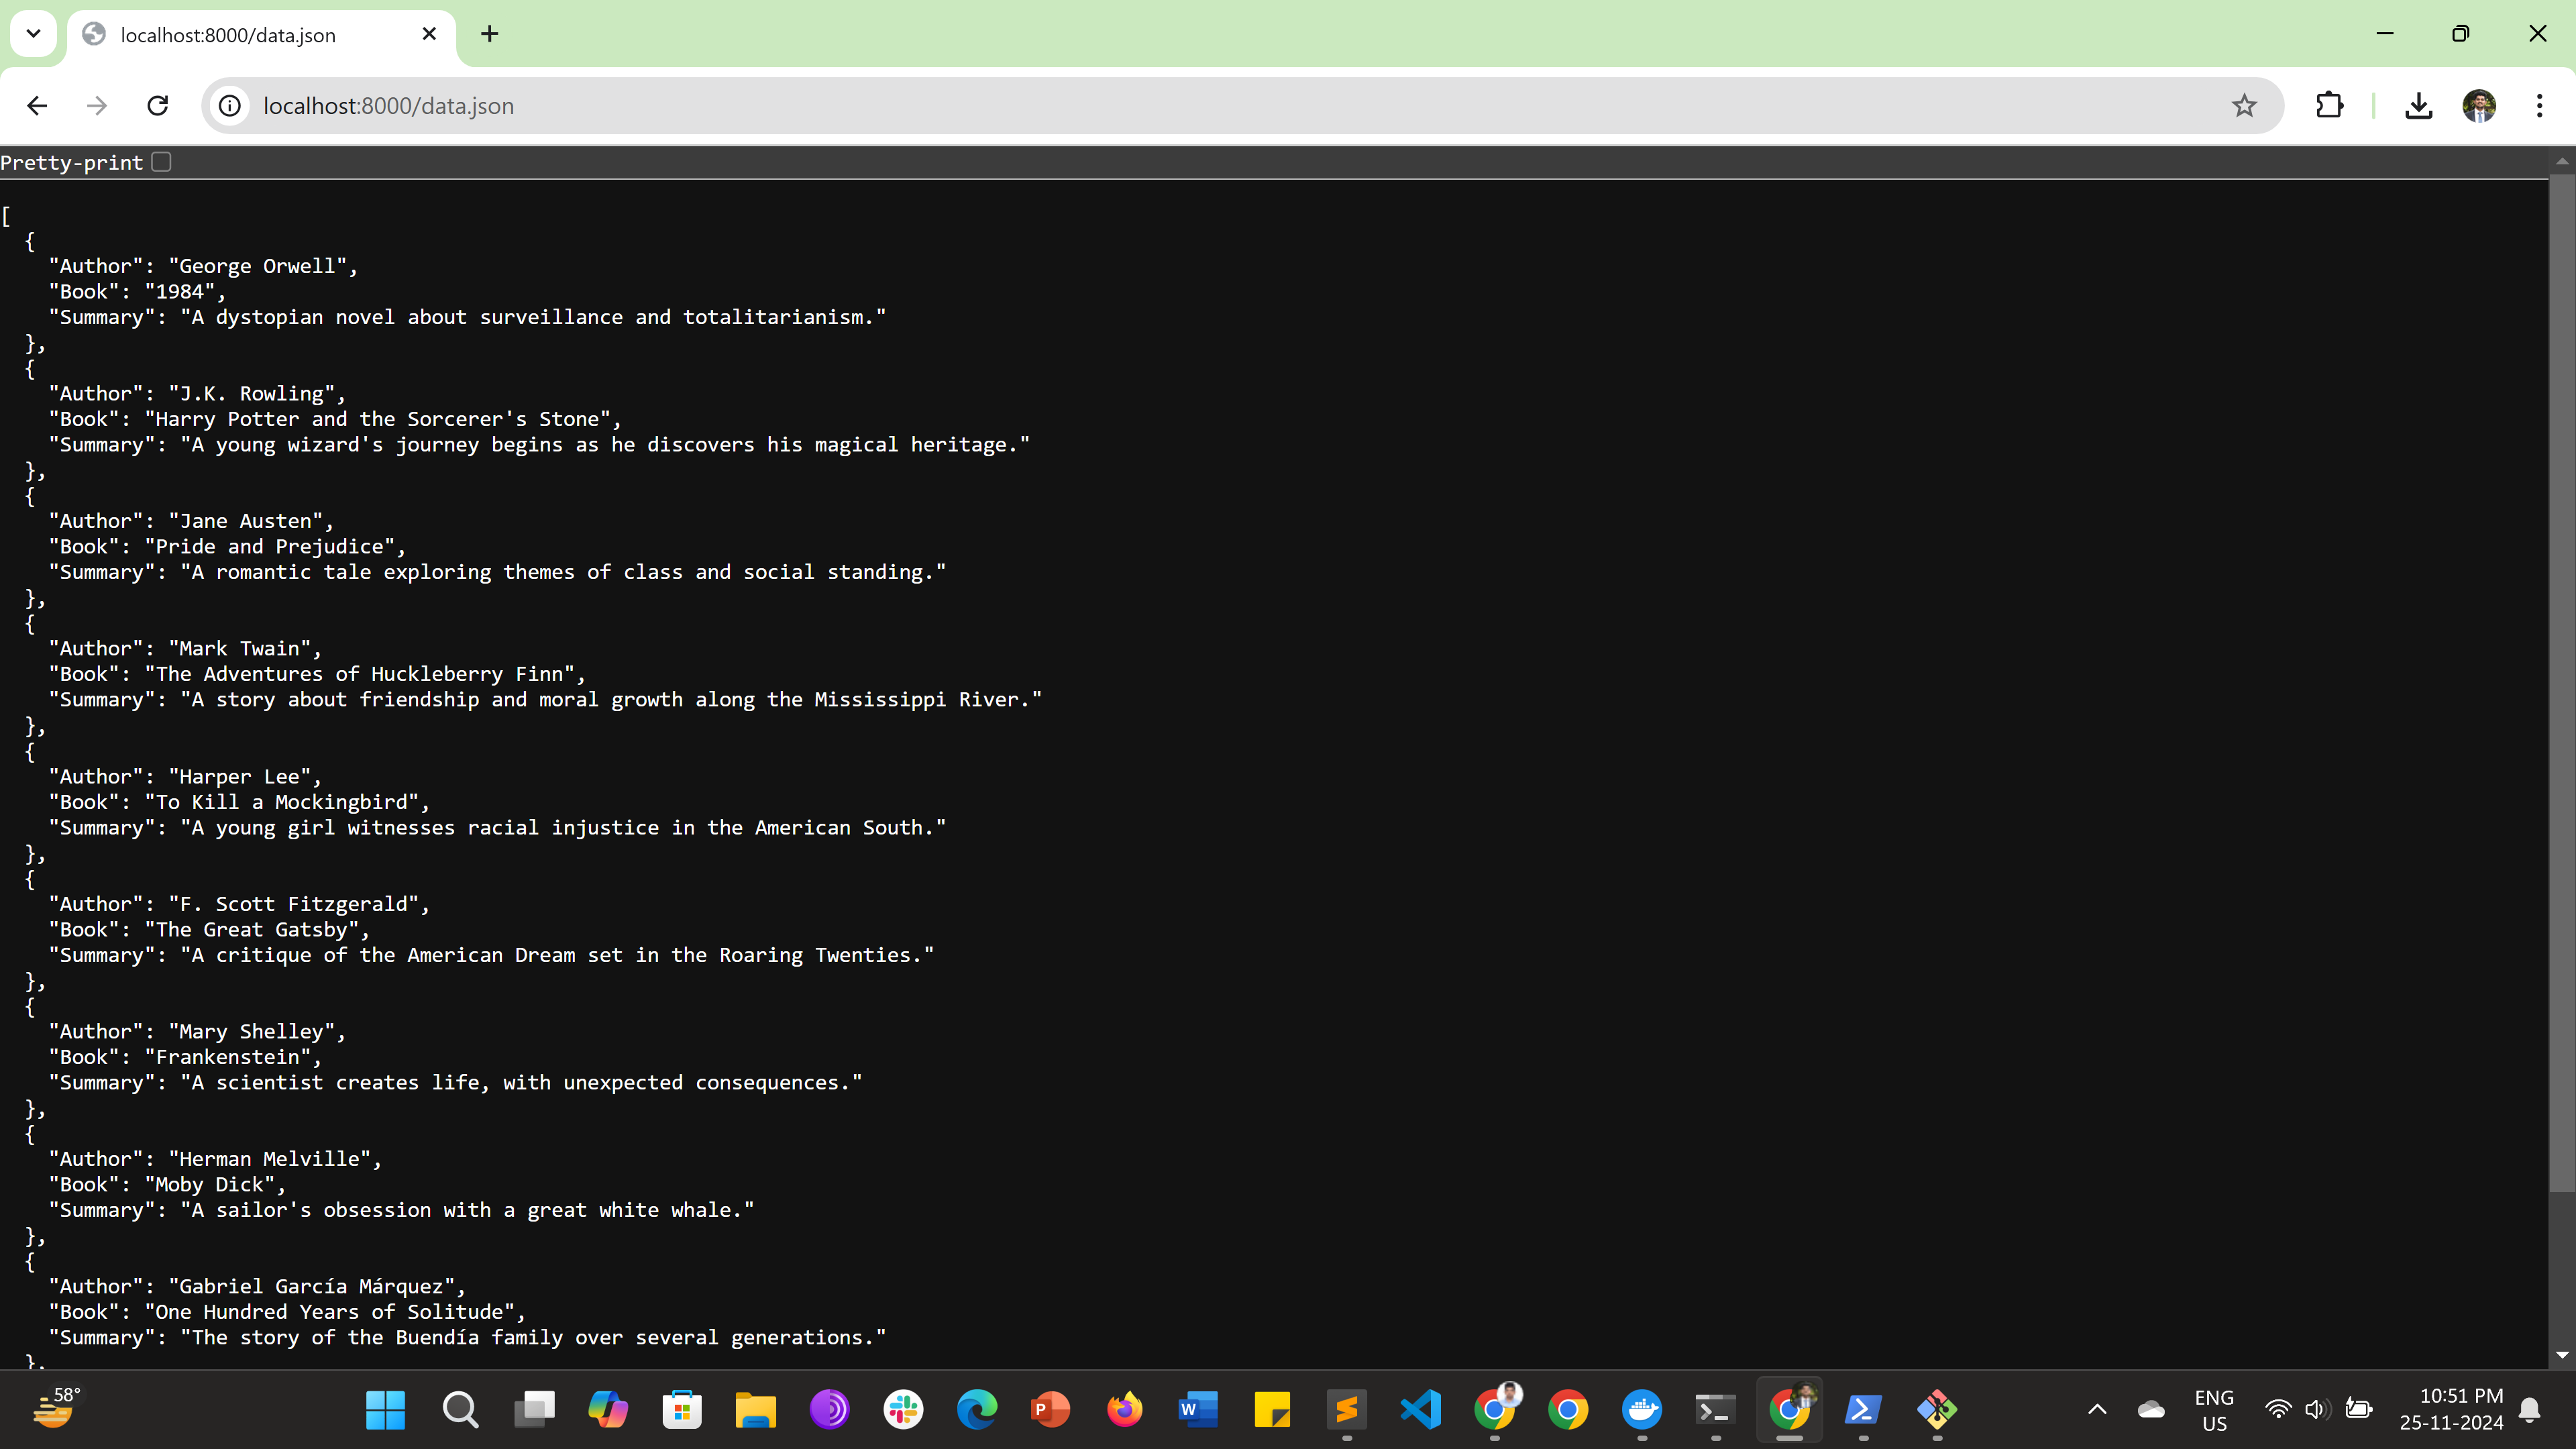 localhost:8000/data.json
localhost:8000/data.json
Pretty-print
[
  {
    "Author": "George Orwell",
    "Book": "1984",
    "Summary": "A dystopian novel about surveillance and totalitarianism."
  },
  {
    "Author": "J.K. Rowling",
    "Book": "Harry Potter and the Sorcerer's Stone",
    "Summary": "A young wizard's journey begins as he discovers his magical heritage."
  },
  {
    "Author": "Jane Austen",
    "Book": "Pride and Prejudice",
    "Summary": "A romantic tale exploring themes of class and social standing."
  },
  {
    "Author": "Mark Twain",
    "Book": "The Adventures of Huckleberry Finn",
    "Summary": "A story about friendship and moral growth along the Mississippi River."
  },
  {
    "Author": "Harper Lee",
    "Book": "To Kill a Mockingbird",
    "Summary": "A young girl witnesses racial injustice in the American South."
  },
  {
    "Author": "F. Scott Fitzgerald",
    "Book": "The Great Gatsby",
    "Summary": "A critique of the American Dream set in the Roaring Twenties."
  },
  {
    "Author": "Mary Shelley",
    "Book": "Frankenstein",
    "Summary": "A scientist creates life, with unexpected consequences."
  },
  {
    "Author": "Herman Melville",
    "Book": "Moby Dick",
    "Summary": "A sailor's obsession with a great white whale."
  },
  {
    "Author": "Gabriel García Márquez",
    "Book": "One Hundred Years of Solitude",
    "Summary": "The story of the Buendía family over several generations."
  },
58°
P
W
ENG
US
10:51 PM
25-11-2024